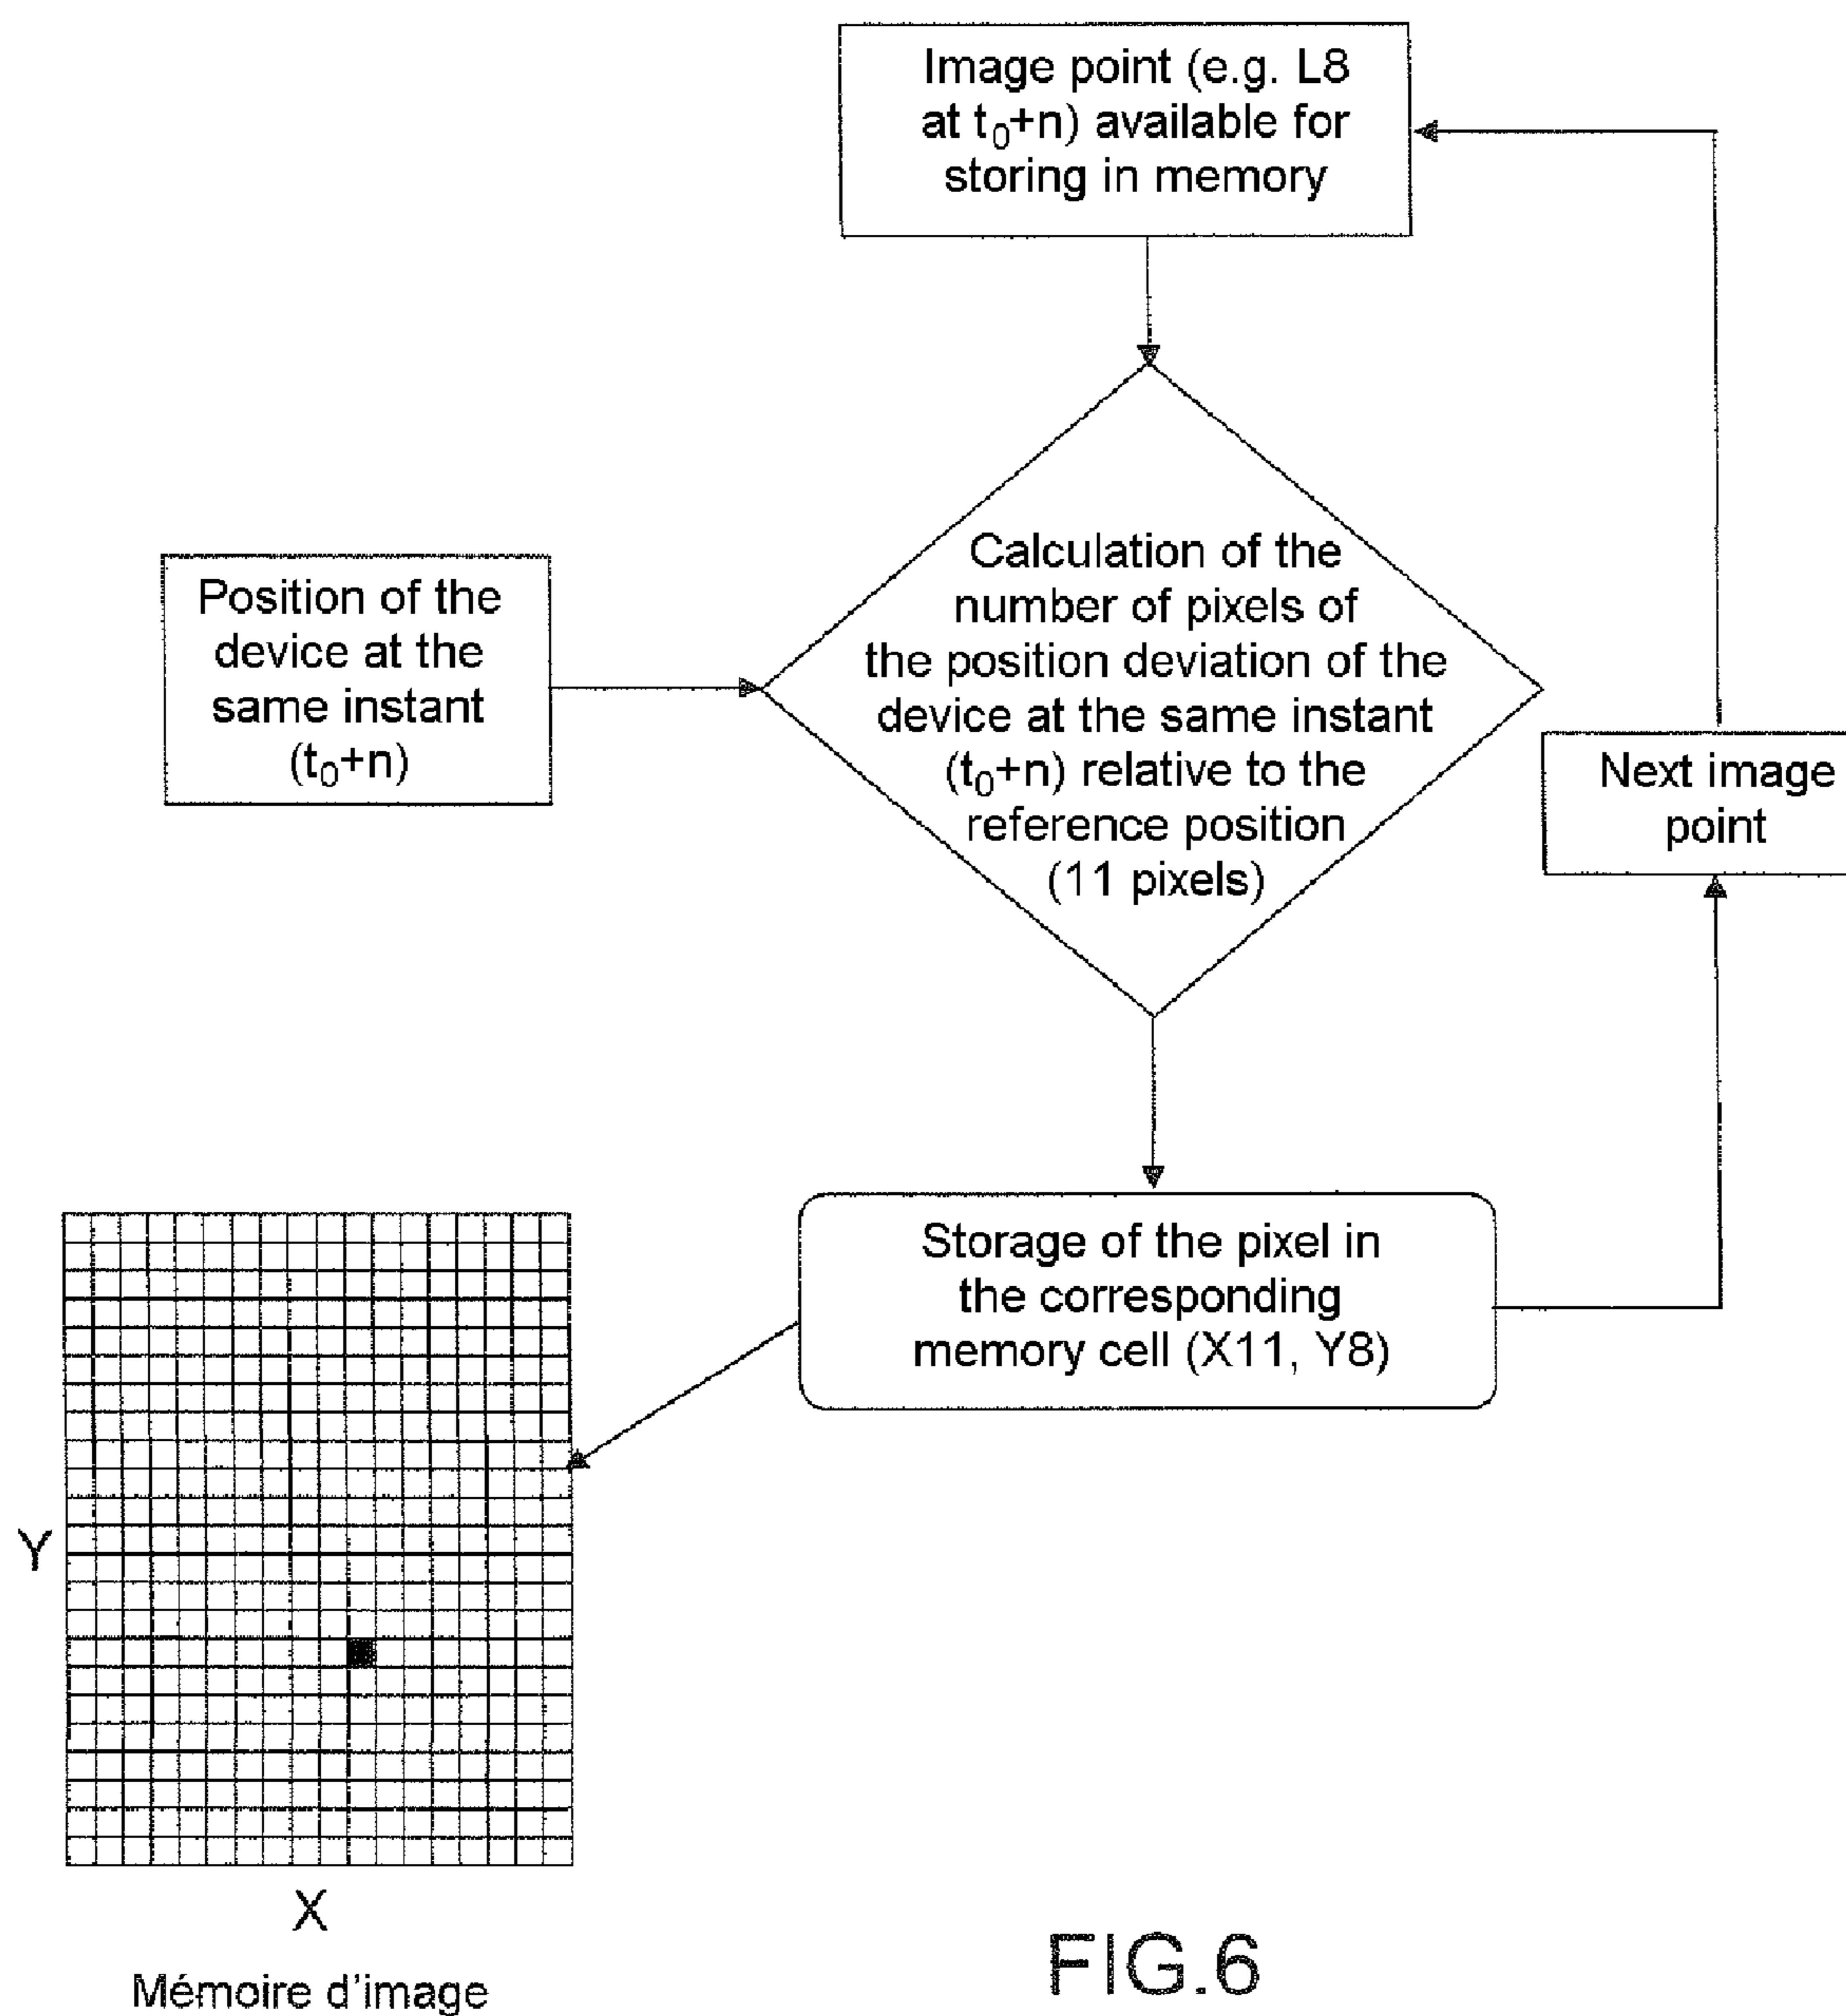 Image point (e.g. L8
at t₀+n) available for
storing in memory
Position of the
device at the
same instant
(t₀+n)
Calculation of the
number of pixels of
the position deviation of the
device at the same instant
(t₀+n) relative to the
reference position
(11 pixels)
Next image
point
Storage of the pixel in
the corresponding
memory cell (X11, Y8)
Y
X
Mémoire d'image
FIG.6